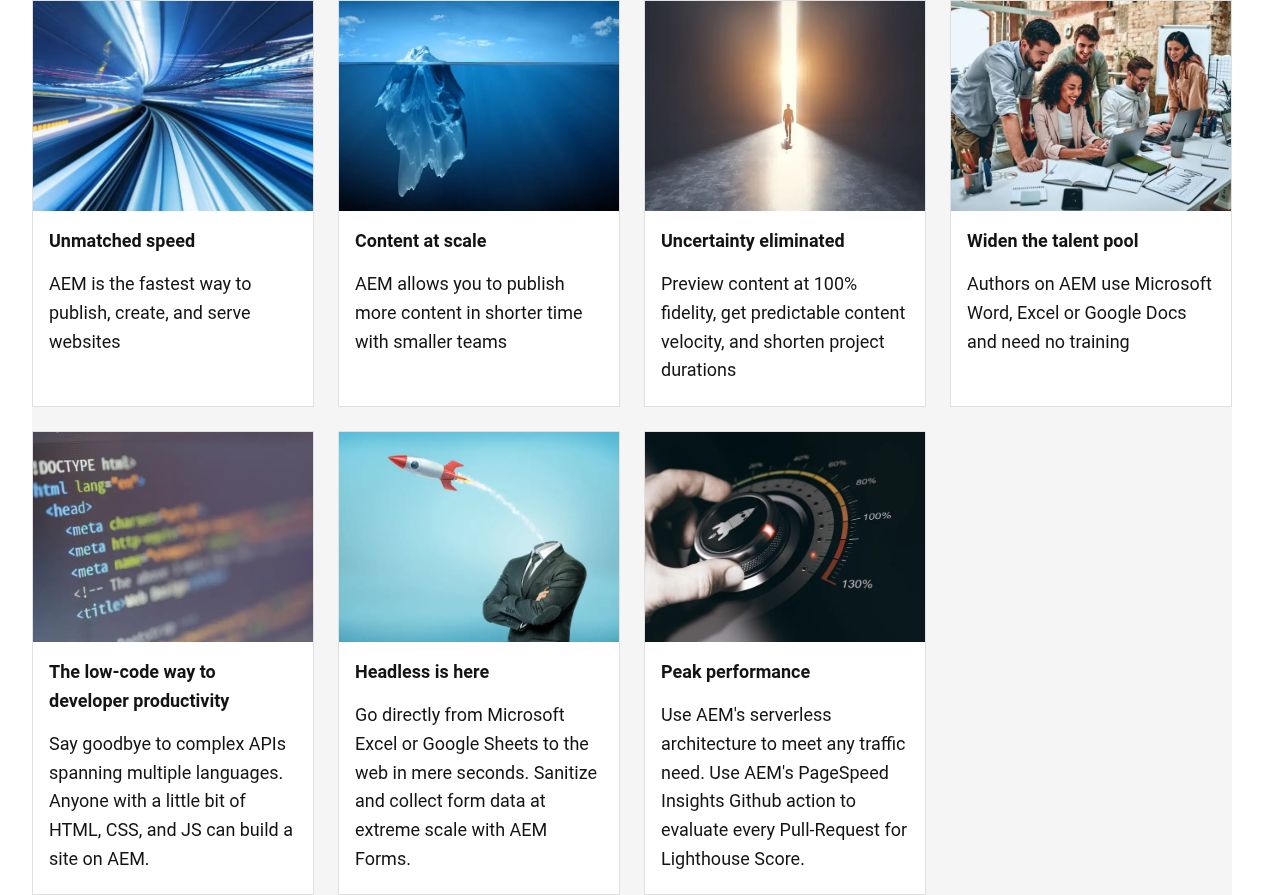 Unmatched speed
AEM is the fastest way to
publish, create, and serve
websites
Content at scale
AEM allows you to publish
more content in shorter time
with smaller teams
Uncertainty eliminated
Preview content at 100%
fidelity, get predictable content
velocity, and shorten project
durations
Widen the talent pool
Authors on AEM use Microsoft
Word, Excel or Google Docs
and need no training
!DOCTYPE html>
html lang="en">
<head>
<meta
<meta
<meta
<!-- The
<title>Web Design
20%
40%
60%
80%
100%
130%
The low-code way to
developer productivity
Say goodbye to complex APIs
spanning multiple languages.
Anyone with a little bit of
HTML, CSS, and JS can build a
site on AEM.
Headless is here
Go directly from Microsoft
Excel or Google Sheets to the
web in mere seconds. Sanitize
and collect form data at
extreme scale with AEM
Forms.
Peak performance
Use AEM's serverless
architecture to meet any traffic
need. Use AEM's PageSpeed
Insights Github action to
evaluate every Pull-Request for
Lighthouse Score.